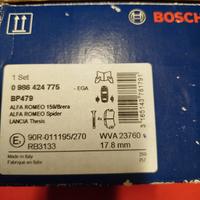 BOSCH
1 Set
0 986 424 775
- EGA
BP479
ALFA ROMEO 159/Brera
ALFA ROMEO Spider
LANCIA Thesis
E
90R-011195/270
WVA 23760
RB3133
17.8 mm
Made in Italy
Fabriqué en Italie